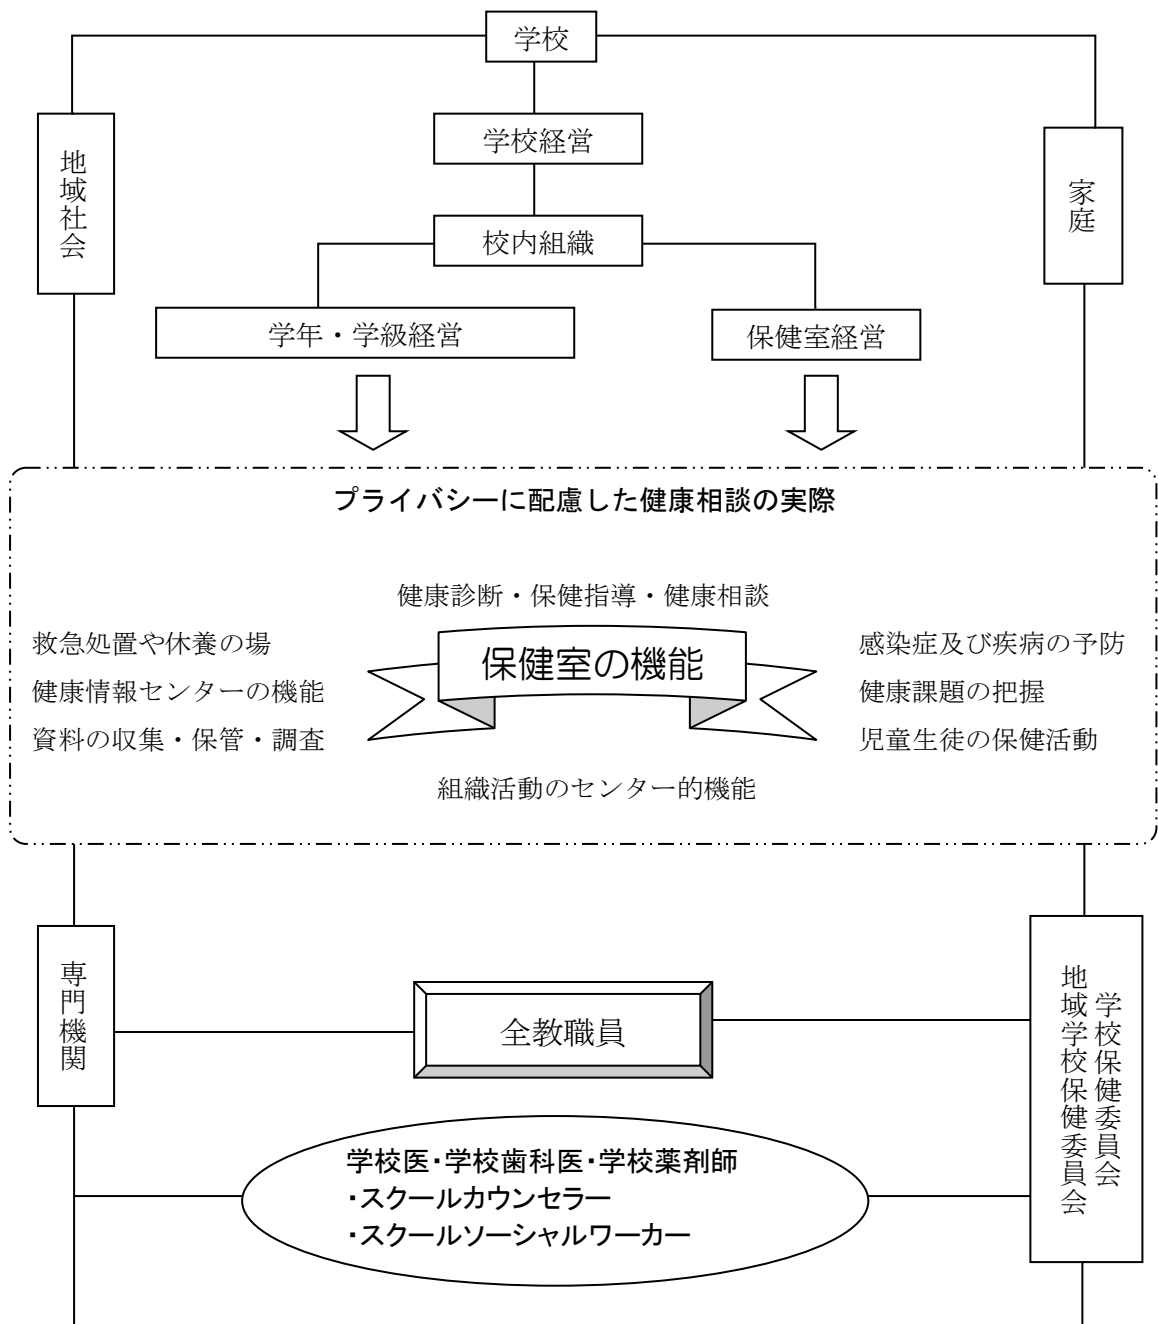 学校
学校経営
地域社会
家庭
校内組織
学年・学級経営
保健室経営
プライバシーに配慮した健康相談の実際
健康診断・保健指導・健康相談
救急処置や休養の場
健康情報センターの機能
資料の収集・保管・調査
保健室の機能
感染症及び疾病の予防
健康課題の把握
児童生徒の保健活動
組織活動のセンター的機能
専門機関
全教職員
学校保健委員会
地域学校保健委員会
学校医・学校歯科医・学校薬剤師
・スクールカウンセラー
・スクールソーシャルワーカー